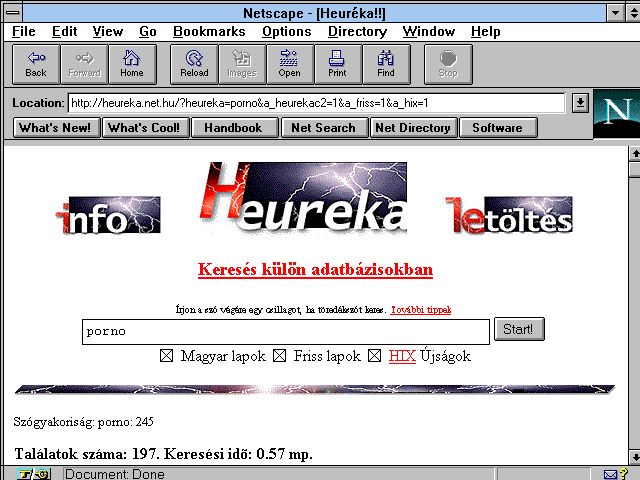 Netscape - [Heuréka!!]
File Edit View Go Bookmarks Options Directory Window Help
Back Forward Home Reload Images Open Print Find Stop
Location: http://heureka.net.hu/?heureka=porno&a_heurekac2=1&a_friss=1&a_hix=1
N
What's New! What's Cool! Handbook Net Search Net Directory Software
info Heureka letöltés
Keresés külön adatbázisokban
Írjon a szó végére egy csillagot, ha töredékszót keres. További tippek
porno Start!
Magyar lapok Friss lapok HIX Újságok
Szógyakoriság: porno: 245
Találatok száma: 197. Keresési idő: 0.57 mp.
Document: Done